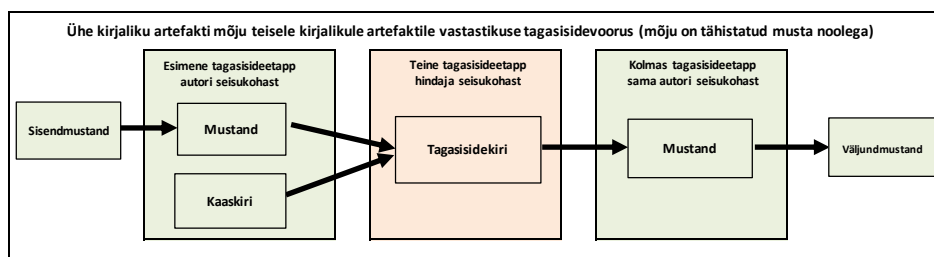 Ühe kirjaliku artefakti mõju teisele kirjalikule artefaktile vastastikuse tagasisidevoorus (mõju on tähistatud musta noolega)
Esimene tagasisideetapp
autori seisukohast
Teine tagasisideetapp
hindaja seisukohast
Kolmas tagasisideetapp
sama autori seisukohast
Sisendmustand
Mustand
Kaaskiri
Tagasisidekiri
Mustand
Väljundmustand